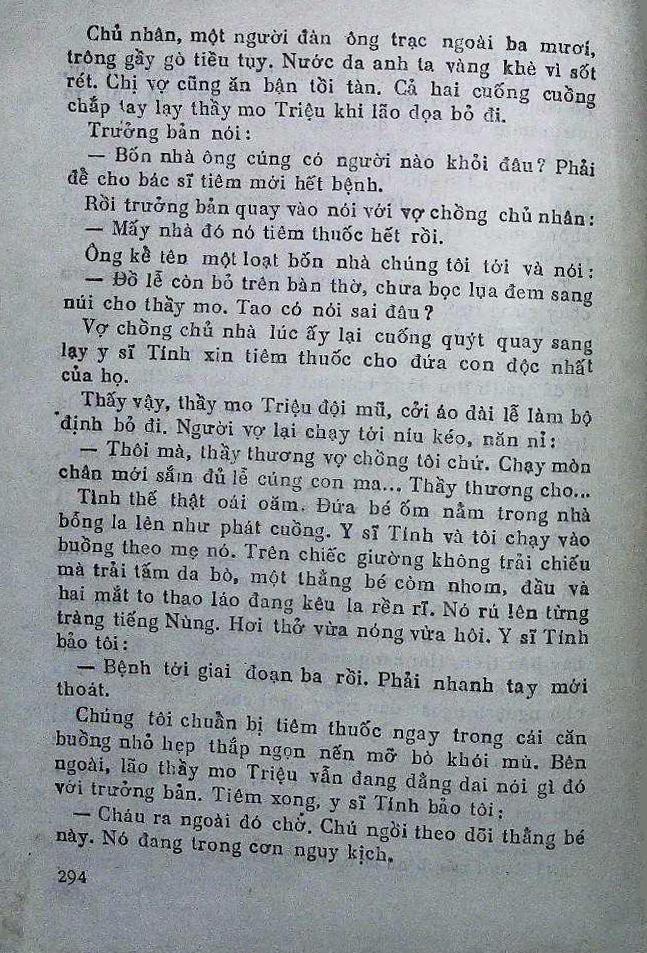 Chủ nhân, một người đàn ông trạc ngoài ba mươi,
trông gầy gò tiều tụy. Nước da anh ta vàng khè vì sốt
rét. Chị vợ cũng ăn bận tồi tàn. Cả hai cuống cuồng
chắp tay lạy thầy mo Triệu khi lão dọa bỏ đi.
Trưởng bản nói :
— Bốn nhà ông cúng có người nào khỏi đâu ? Phải
để cho bác sĩ tiêm mới hết bệnh.
Rồi trưởng bản quay vào nói với vợ chồng chủ nhân :
— Mấy nhà đó nó tiêm thuốc hết rồi.
Ông kể tên một loạt bốn nhà chúng tôi tới và nói :
— Đồ lễ còn bỏ trên bàn thờ, chưa bọc lụa đem sang
núi cho thầy mo. Tao có nói sai đâu ?
Vợ chồng chủ nhà lúc ấy lại cuống quýt quay sang
lạy y sĩ Tính xin tiêm thuốc cho đứa con độc nhất
của họ.
Thấy vậy, thầy mo Triệu đội mũ, cởi áo dài lễ làm bộ
định bỏ đi. Người vợ lại chạy tới níu kéo, năn nỉ :
— Thôi mà, thầy thương vợ chồng tôi chứ. Chạy mòn
chân mới sắm đủ lễ cúng con ma... Thầy thương cho...
Tình thế thật oái oăm. Đứa bé ốm nằm trong nhà
bỗng la lên như phát cuồng. Y sĩ Tính và tôi chạy vào
buồng theo mẹ nó. Trên chiếc giường không trải chiếu
mà trải tấm da bò, một thằng bé còm nhom, đầu và
hai mắt to thao láo đang kêu la rền rĩ. Nó rú lên từng
tràng tiếng Nùng. Hơi thở vừa nóng vừa hôi. Y sĩ Tính
bảo tôi :
— Bệnh tới giai đoạn ba rồi. Phải nhanh tay mới
thoát.
Chúng tôi chuẩn bị tiêm thuốc ngay trong cái căn
buồng nhỏ hẹp thắp ngọn nến mỡ bò khói mù. Bên
ngoài, lão thầy mo Triệu vẫn đang dằng dai nói gì đó
với trưởng bản. Tiêm xong, y sĩ Tính bảo tôi :
— Cháu ra ngoài đó chờ. Chú ngồi theo dõi thằng bé
này. Nó đang trong cơn nguy kịch.
294